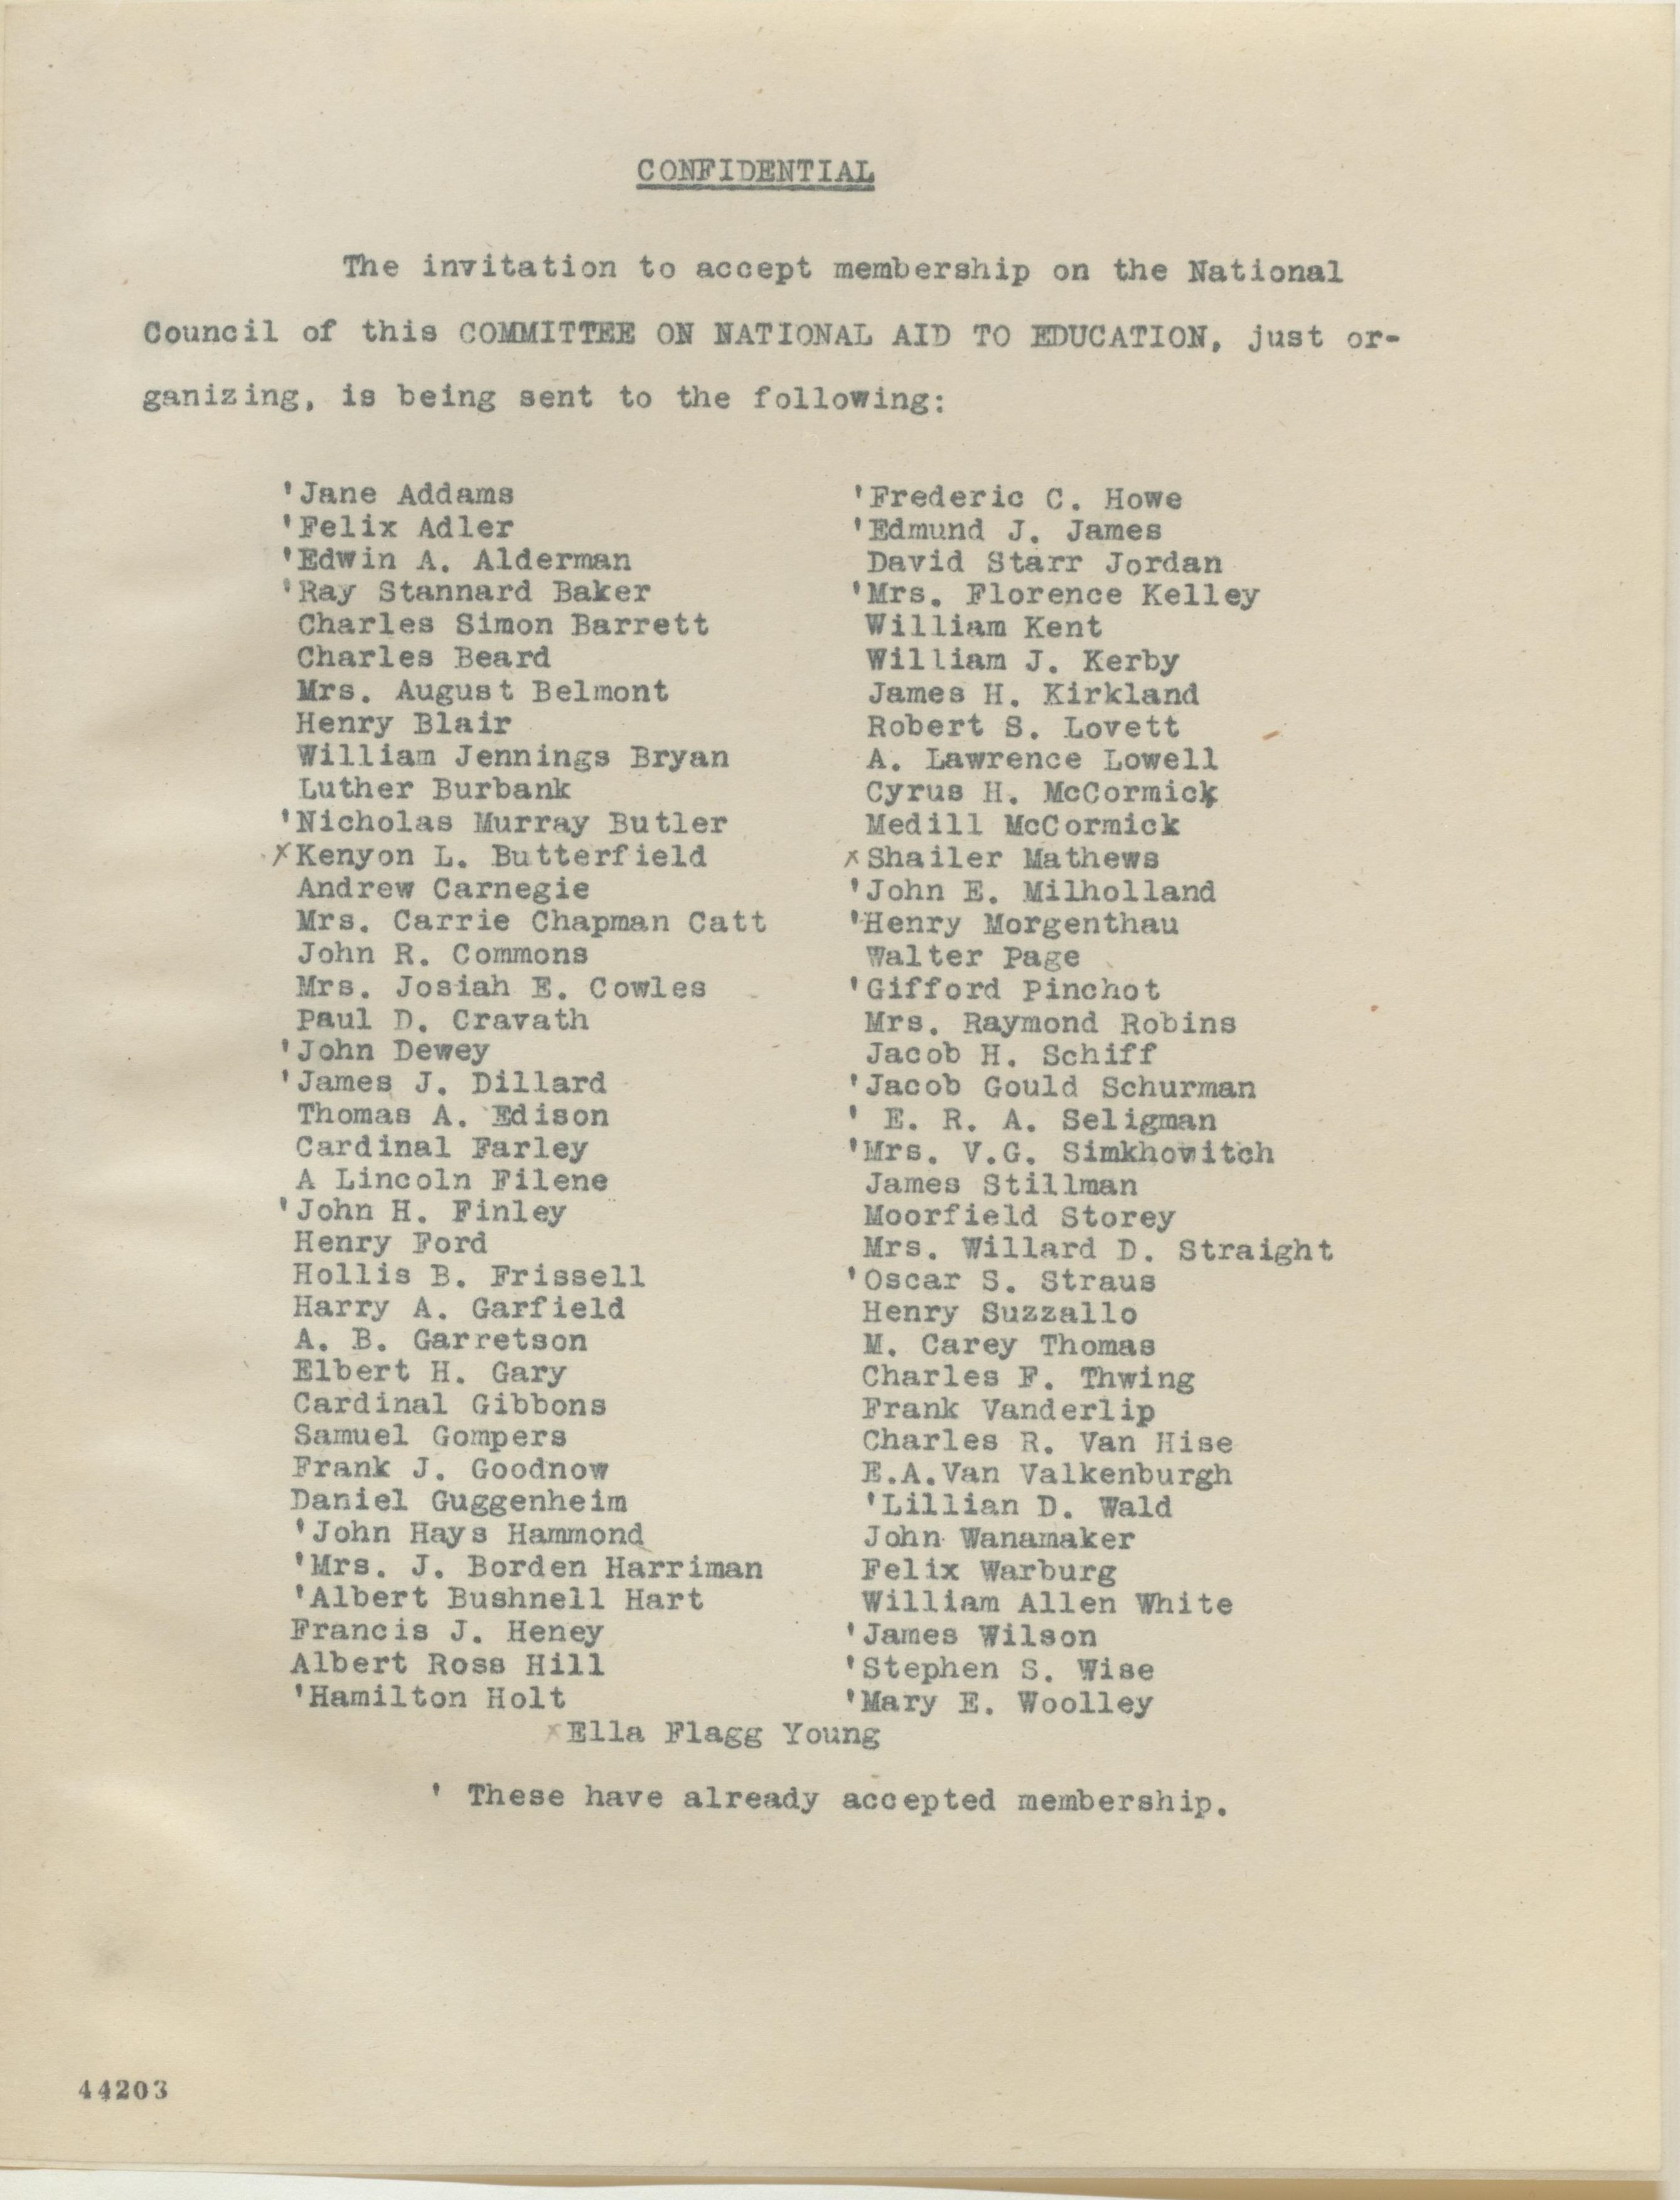 CONFIDENTIAL
The invitation to accept membership on the National
Council of this COMMITTEE ON NATIONAL AID TO EDUCATION, just or-
ganizing, is being sent to the following:
'Jane Addams
'Felix Adler
'Edwin A. Alderman
'Ray Stannard Baker
Charles Simon Barrett
Charles Beard
Mrs. August Belmont
Henry Blair
William Jennings Bryan
Luther Burbank
'Nicholas Murray Butler
xKenyon L. Butterfield
Andrew Carnegie
Mrs. Carrie Chapman Catt
John R. Commons
Mrs. Josiah E. Cowles
Paul D. Cravath
'John Dewey
'James J. Dillard
Thomas A. Edison
Cardinal Farley
A Lincoln Filene
'John H. Finley
Henry Ford
Hollis B. Frissell
Harry A. Garfield
A. B. Garretson
Elbert H. Gary
Cardinal Gibbons
Samuel Gompers
Frank J. Goodnow
Daniel Guggenheim
'John Hays Hammond
'Mrs. J. Borden Harriman
'Albert Bushnell Hart
Francis J. Heney
Albert Ross Hill
'Hamilton Holt
'Frederic C. Howe
'Edmund J. James
David Starr Jordan
'Mrs. Florence Kelley
William Kent
William J. Kerby
James H. Kirkland
Robert S. Lovett
A. Lawrence Lowell
Cyrus H. McCormick
Medill McCormick
xShailer Mathews
'John E. Milholland
'Henry Morgenthau
Walter Page
'Gifford Pinchot
Mrs. Raymond Robins
Jacob H. Schiff
'Jacob Gould Schurman
' E. R. A. Seligman
'Mrs. V.G. Simkhovitch
James Stillman
Moorfield Storey
Mrs. Willard D. Straight
'Oscar S. Straus
Henry Suzzallo
M. Carey Thomas
Charles F. Thwing
Frank Vanderlip
Charles R. Van Hise
E.A.Van Valkenburgh
'Lillian D. Wald
John Wanamaker
Felix Warburg
William Allen White
'James Wilson
'Stephen S. Wise
'Mary E. Woolley
xElla Flagg Young
' These have already accepted membership.
44203